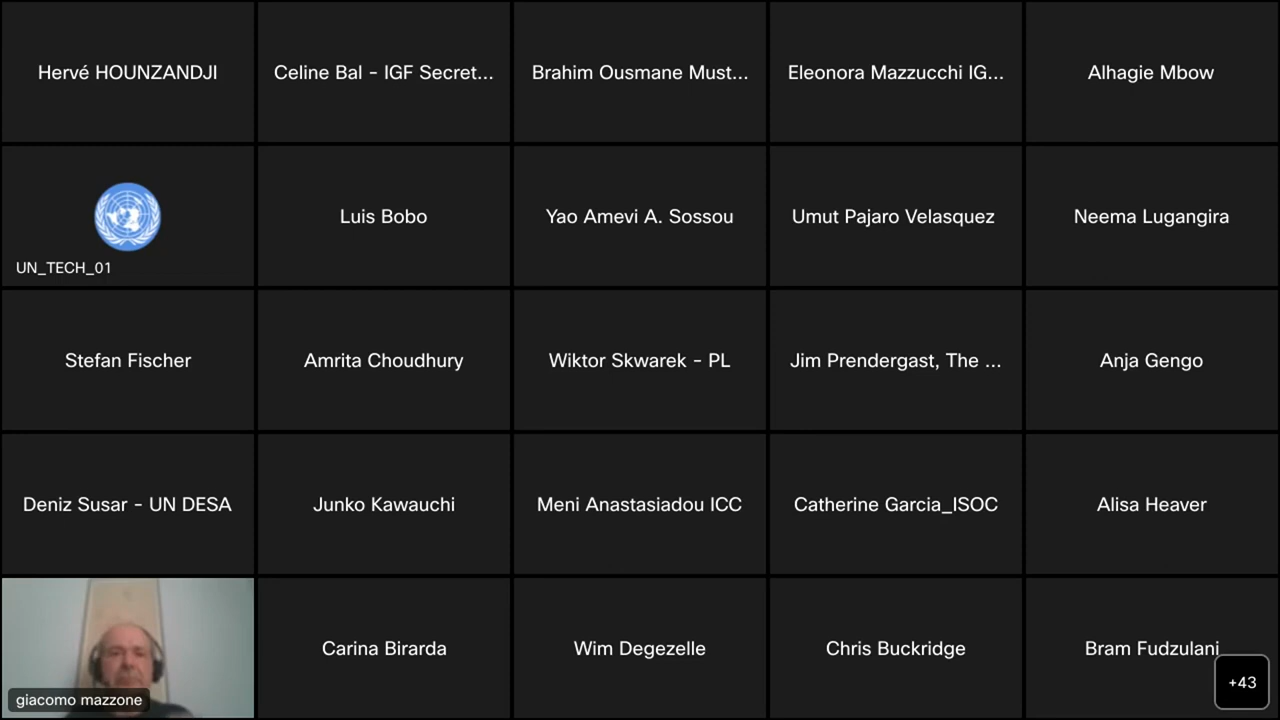 Hervé HOUNZANDJI
Celine Bal - IGF Secret...
Brahim Ousmane Must...
Eleonora Mazzucchi IG...
Alhagie Mbow
UN_TECH_01
Luis Bobo
Yao Amevi A. Sossou
Umut Pajaro Velasquez
Neema Lugangira
Stefan Fischer
Amrita Choudhury
Wiktor Skwarek - PL
Jim Prendergast, The ...
Anja Gengo
Deniz Susar - UN DESA
Junko Kawauchi
Meni Anastasiadou ICC
Catherine Garcia_ISOC
Alisa Heaver
giacomo mazzone
Carina Birarda
Wim Degezelle
Chris Buckridge
Bram Fudzulani
+43